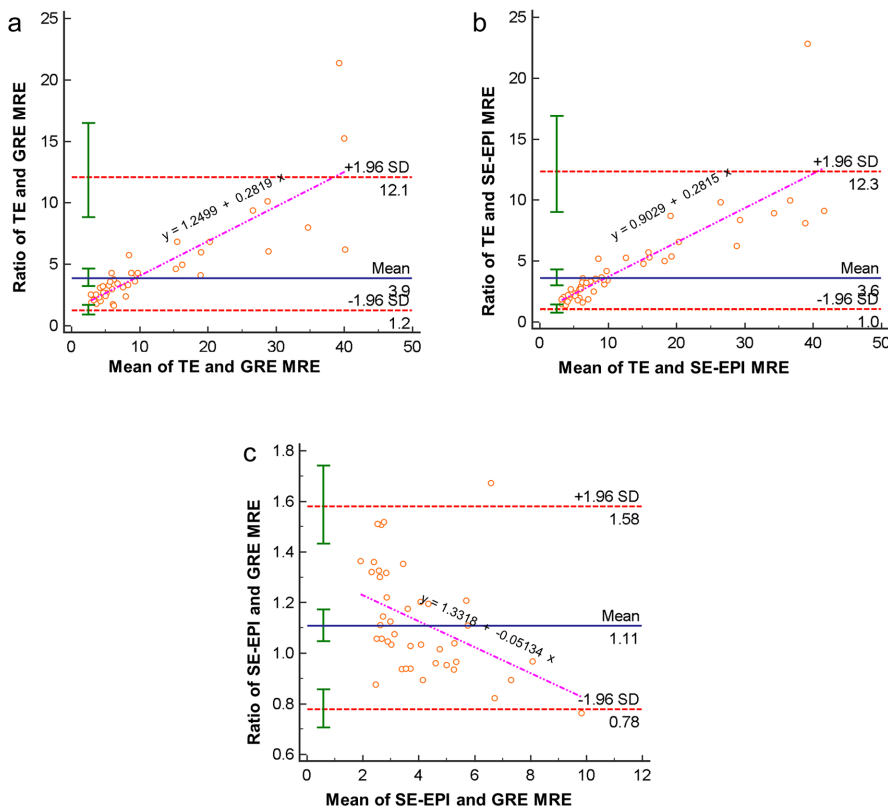 a
25
20
15
10
5
0
0
10
20
30
40
50
Ratio of TE and GRE MRE
Mean of TE and GRE MRE
+1.96 SD
12.1
Mean
3.9
-1.96 SD
1.2
y = 1.2499 + 0.2819 x
b
25
20
15
10
5
0
0
10
20
30
40
50
Ratio of TE and SE-EPI MRE
Mean of TE and SE-EPI MRE
+1.96 SD
12.3
Mean
3.6
-1.96 SD
1.0
y = 0.9029 + 0.2815 x
c
1.8
1.6
1.4
1.2
1.0
0.8
0.6
0
2
4
6
8
10
12
Ratio of SE-EPI and GRE MRE
Mean of SE-EPI and GRE MRE
+1.96 SD
1.58
Mean
1.11
-1.96 SD
0.78
y = 1.3318 + -0.05134 x